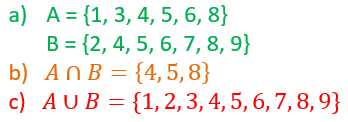 a) A = {1, 3, 4, 5, 6, 8}
B = {2, 4, 5, 6, 7, 8, 9}
b) A ∩ B = {4, 5, 8}
c) A ∪ B = {1, 2, 3, 4, 5, 6, 7, 8, 9}